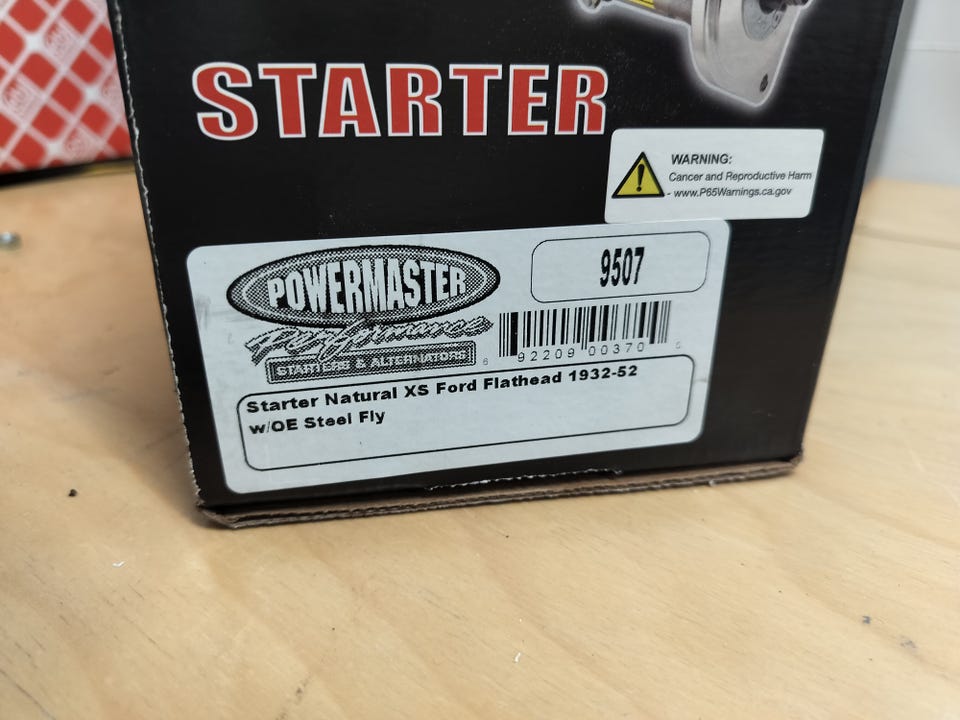 STARTER
WARNING:
Cancer and Reproductive Harm
- www.P65Warnings.ca.gov
POWERMASTER
Performance
STARTERS & ALTERNATORS
9507
6 92209 00370
Starter Natural XS Ford Flathead 1932-52
w/OE Steel Fly